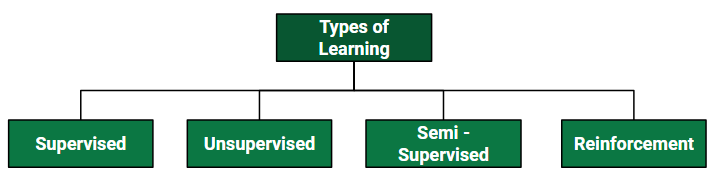 Types of
Learning
Supervised
Unsupervised
Semi -
Supervised
Reinforcement